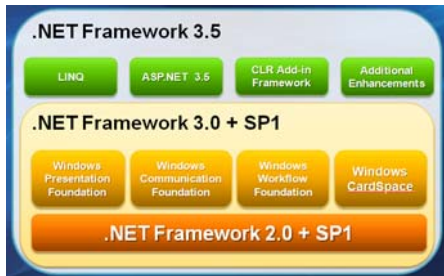 .NET Framework 3.5
LINQ
ASP.NET 3.5
CLR Add-in
Framework
Additional
Enhancements
.NET Framework 3.0 + SP1
Windows
Presentation
Foundation
Windows
Communication
Foundation
Windows
Workflow
Foundation
Windows
CardSpace
.NET Framework 2.0 + SP1